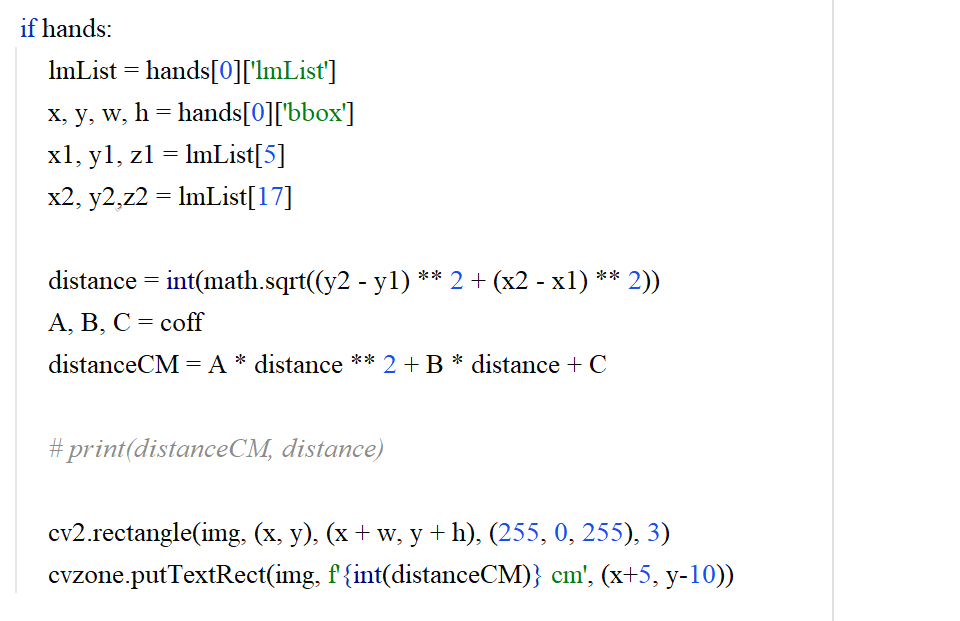 if hands:
lmList = hands[0]['lmList']
x, y, w, h = hands[0]['bbox']
x1, y1, z1 = lmList[5]
x2, y2,z2 = lmList[17]
distance = int(math.sqrt((y2 - y1) ** 2 + (x2 - x1) ** 2))
A, B, C = coff
distanceCM = A * distance ** 2 + B * distance + C
# print(distanceCM, distance)
cv2.rectangle(img, (x, y), (x + w, y + h), (255, 0, 255), 3)
cvzone.putTextRect(img, f'{int(distanceCM)} cm', (x+5, y-10))